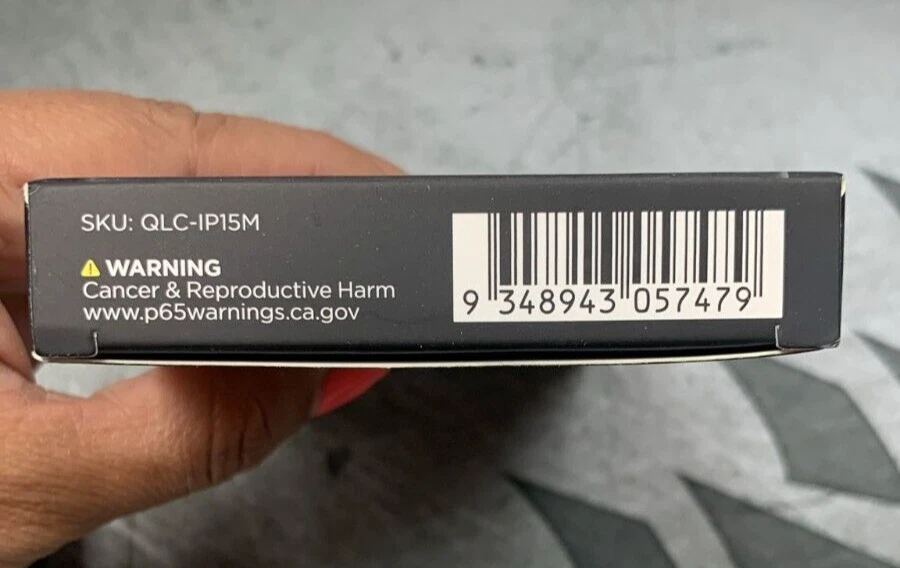 SKU: QLC-IP15M
WARNING
Cancer & Reproductive Harm
www.p65warnings.ca.gov
9 348943 057479